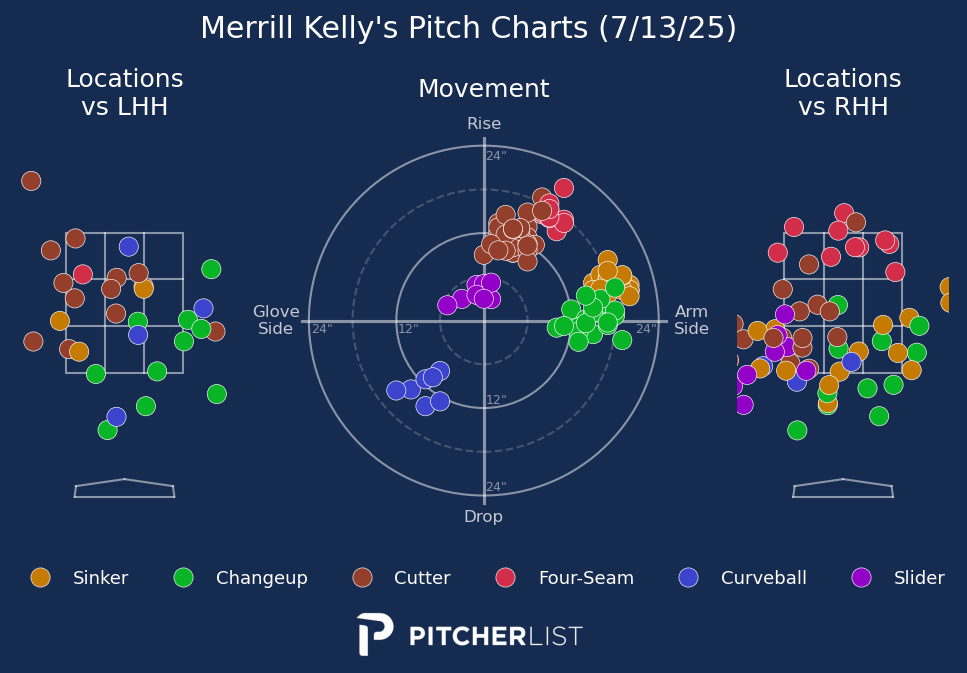 Merrill Kelly's Pitch Charts (7/13/25)
Locations
vs LHH
Movement
Locations
vs RHH
Rise
24"
Glove
Side
24"
12"
24"
Arm
Side
12"
24"
Drop
Sinker
Changeup
Cutter
Four-Seam
Curveball
Slider
PITCHERLIST